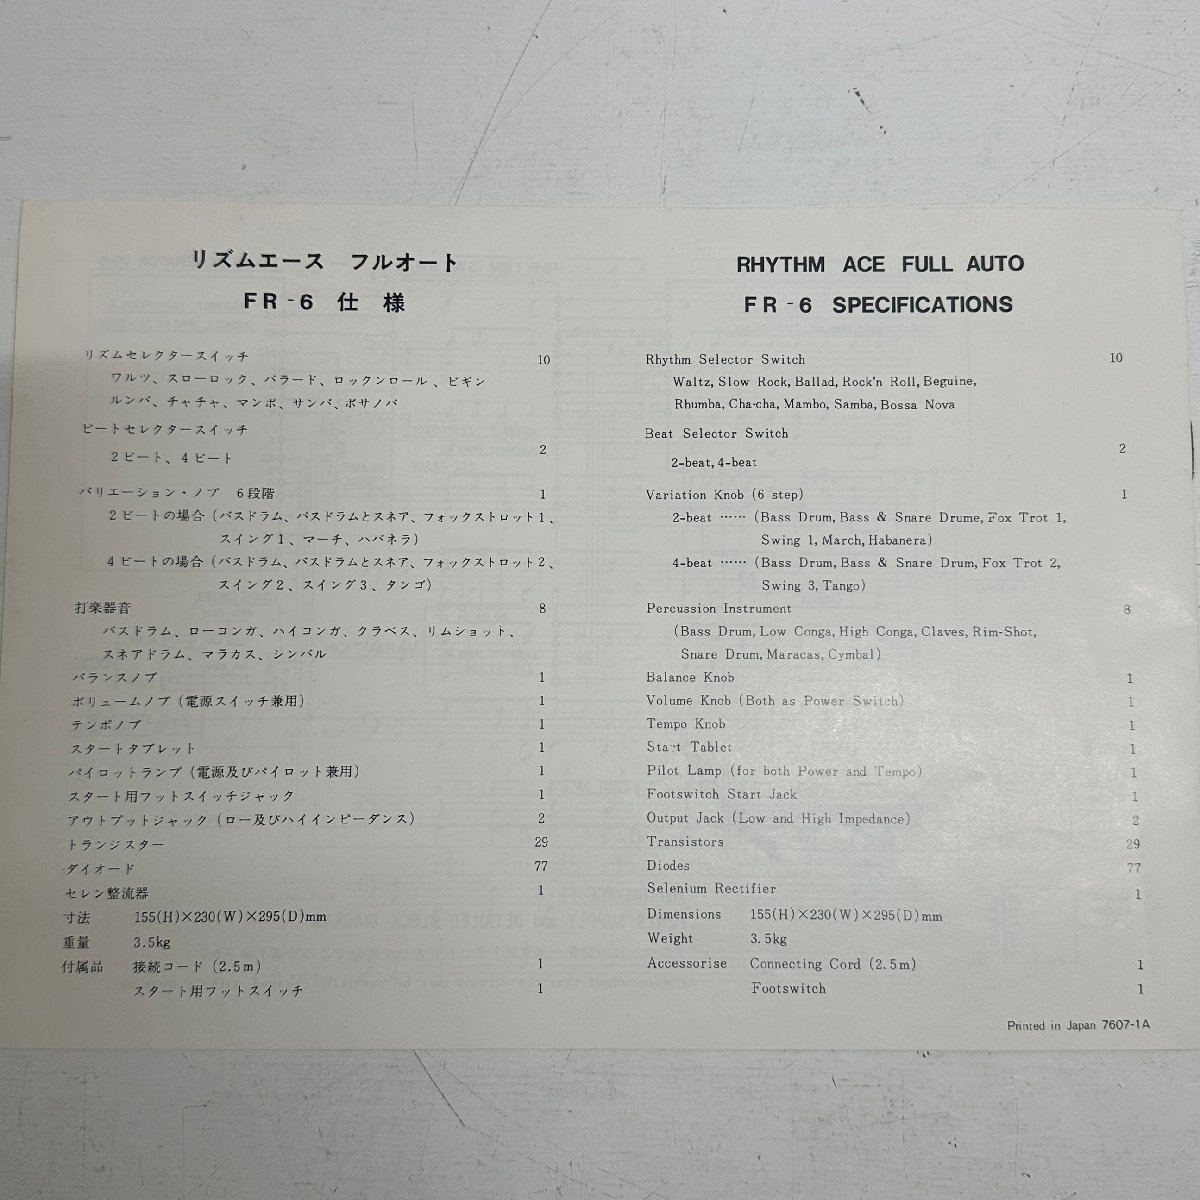 リズムエース フルオート
FR-6 仕 様
リズムセレクタースイッチ 10
ワルツ、スローロック、バラード、ロックンロール、ビギン
ルンバ、チャチャ、マンボ、サンバ、ボサノバ
ビートセレクタースイッチ
2ビート、4ビート 2
バリエーション・ノブ 6段階 1
2ビートの場合(バスドラム、バスドラムとスネア、フォックストロット1、
スイング1、マーチ、ハバネラ)
4ビートの場合(バスドラム、バスドラムとスネア、フォックストロット2、
スイング2、スイング3、タンゴ)
打楽器音 8
バスドラム、ローコンガ、ハイコンガ、クラベス、リムショット、
スネアドラム、マラカス、シンバル
バランスノブ 1
ボリュームノブ(電源スイッチ兼用) 1
テンポノブ 1
スタートタブレット 1
パイロットランプ(電源及びパイロット兼用) 1
スタート用フットスイッチジャック 1
アウトプットジャック(ロー及びハイインピーダンス) 2
トランジスター 29
ダイオード 77
セレン整流器 1
寸法 155(H)×230(W)×295(D)mm
重量 3.5kg
付属品 接続コード(2.5m) 1
スタート用フットスイッチ 1
RHYTHM ACE FULL AUTO
FR-6 SPECIFICATIONS
Rhythm Selector Switch 10
Waltz, Slow Rock, Ballad, Rock'n Roll, Beguine,
Rhumba, Cha-cha, Mambo, Samba, Bossa Nova
Beat Selector Switch
2-beat, 4-beat 2
Variation Knob (6 step) 1
2-beat …… (Bass Drum, Bass & Snare Drume, Fox Trot 1,
Swing 1, March, Habanera)
4-beat …… (Bass Drum, Bass & Snare Drum, Fox Trot 2,
Swing 3, Tango)
Percussion Instrument 8
(Bass Drum, Low Conga, High Conga, Claves, Rim-Shot,
Snare Drum, Maracas, Cymbal)
Balance Knob 1
Volume Knob (Both as Power Switch) 1
Tempo Knob 1
Start Tablet 1
Pilot Lamp (for both Power and Tempo) 1
Footswitch Start Jack 1
Output Jack (Low and High Impedance) 2
Transistors 29
Diodes 77
Selenium Rectifier 1
Dimensions 155(H)×230(W)×295(D)mm
Weight 3.5kg
Accessorise Connecting Cord (2.5m) 1
Footswitch 1
Printed in Japan 7607-1A